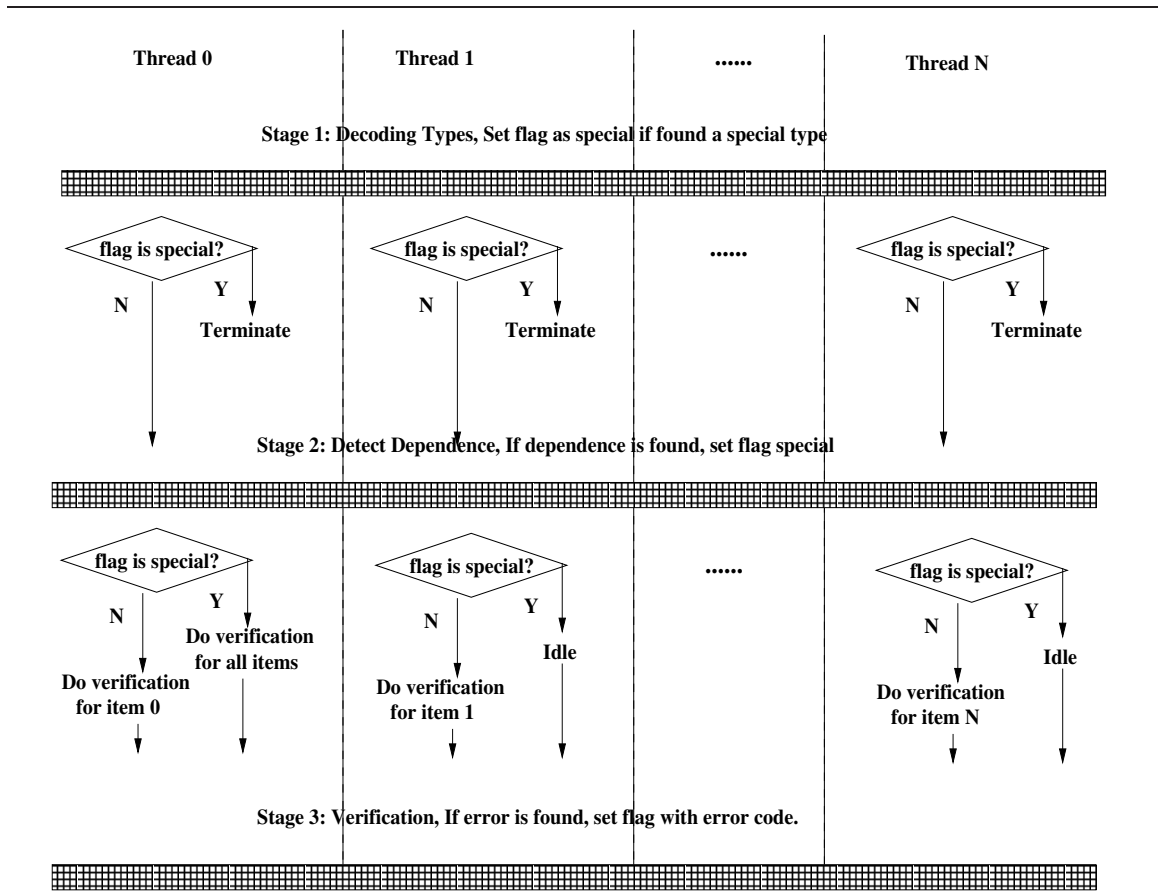 Thread 0
Thread 1
......
Thread N
Stage 1: Decoding Types, Set flag as special if found a special type
flag is special?
flag is special?
......
flag is special?
N
Y
N
Y
N
Y
Terminate
Terminate
Terminate
Stage 2: Detect Dependence, If dependence is found, set flag special
flag is special?
flag is special?
......
flag is special?
N
Y
N
Y
N
Y
Do verification
for all items
Idle
Idle
Do verification
for item 0
Do verification
for item 1
Do verification
for item N
Stage 3: Verification, If error is found, set flag with error code.